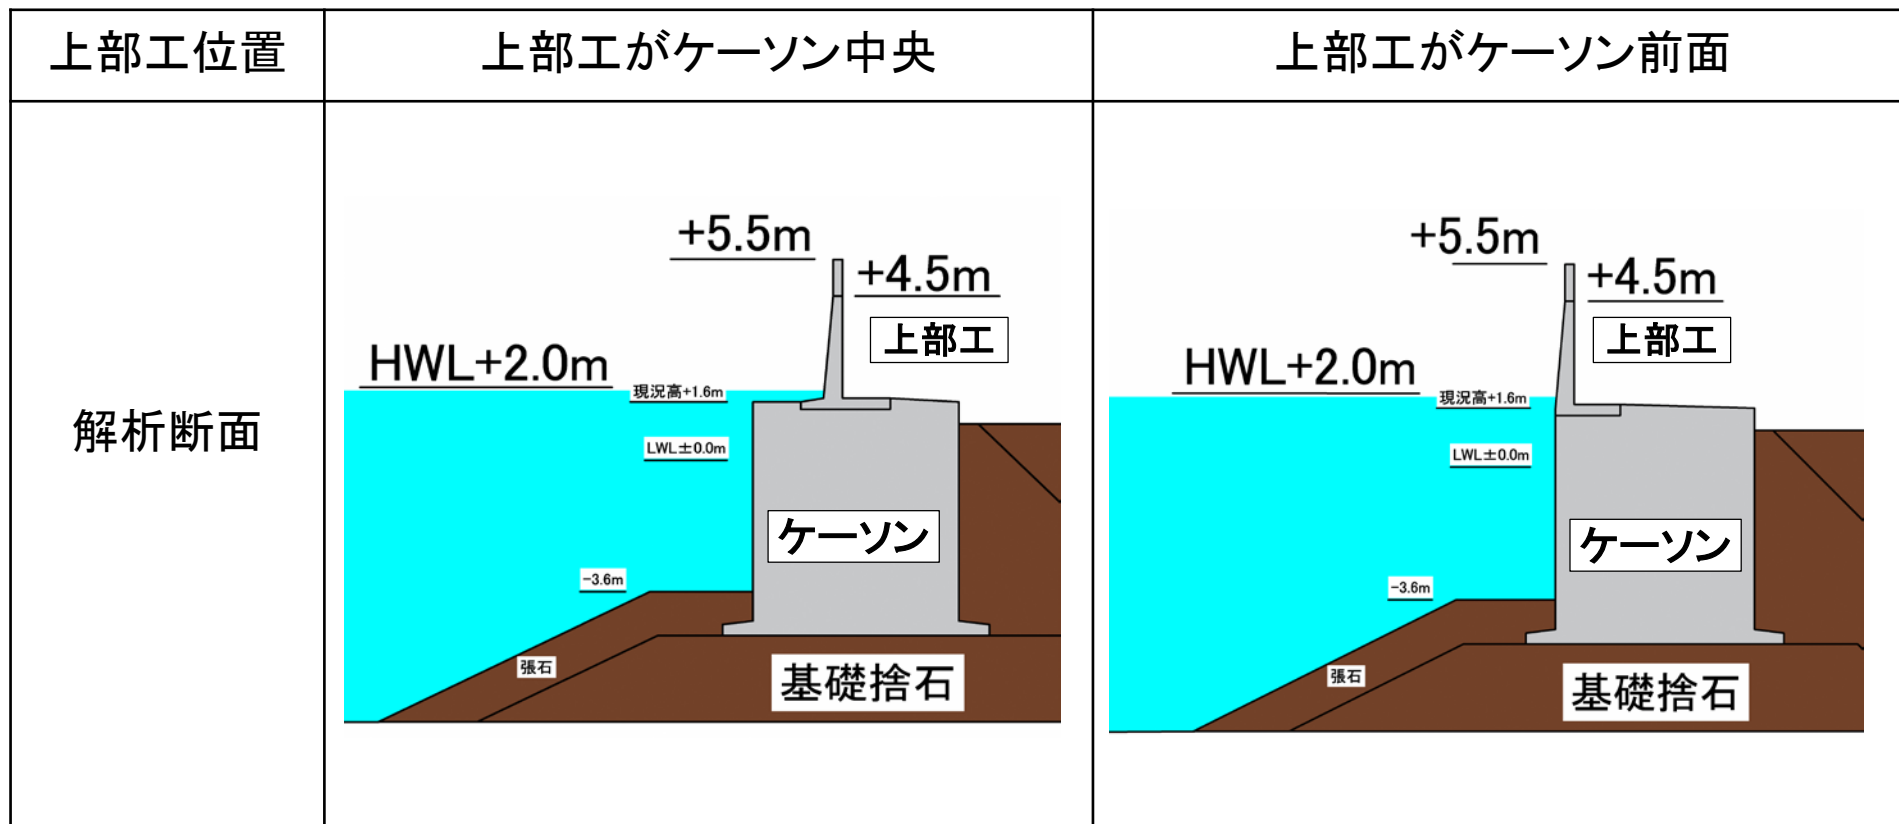 上部工位置
上部工がケーソン中央
上部工がケーソン前面
解析断面
+5.5m
+4.5m
上部工
HWL+2.0m
現況高+1.6m
LWL±0.0m
ケーソン
-3.6m
張石
基礎捨石
+5.5m
+4.5m
上部工
HWL+2.0m
現況高+1.6m
LWL±0.0m
ケーソン
-3.6m
張石
基礎捨石